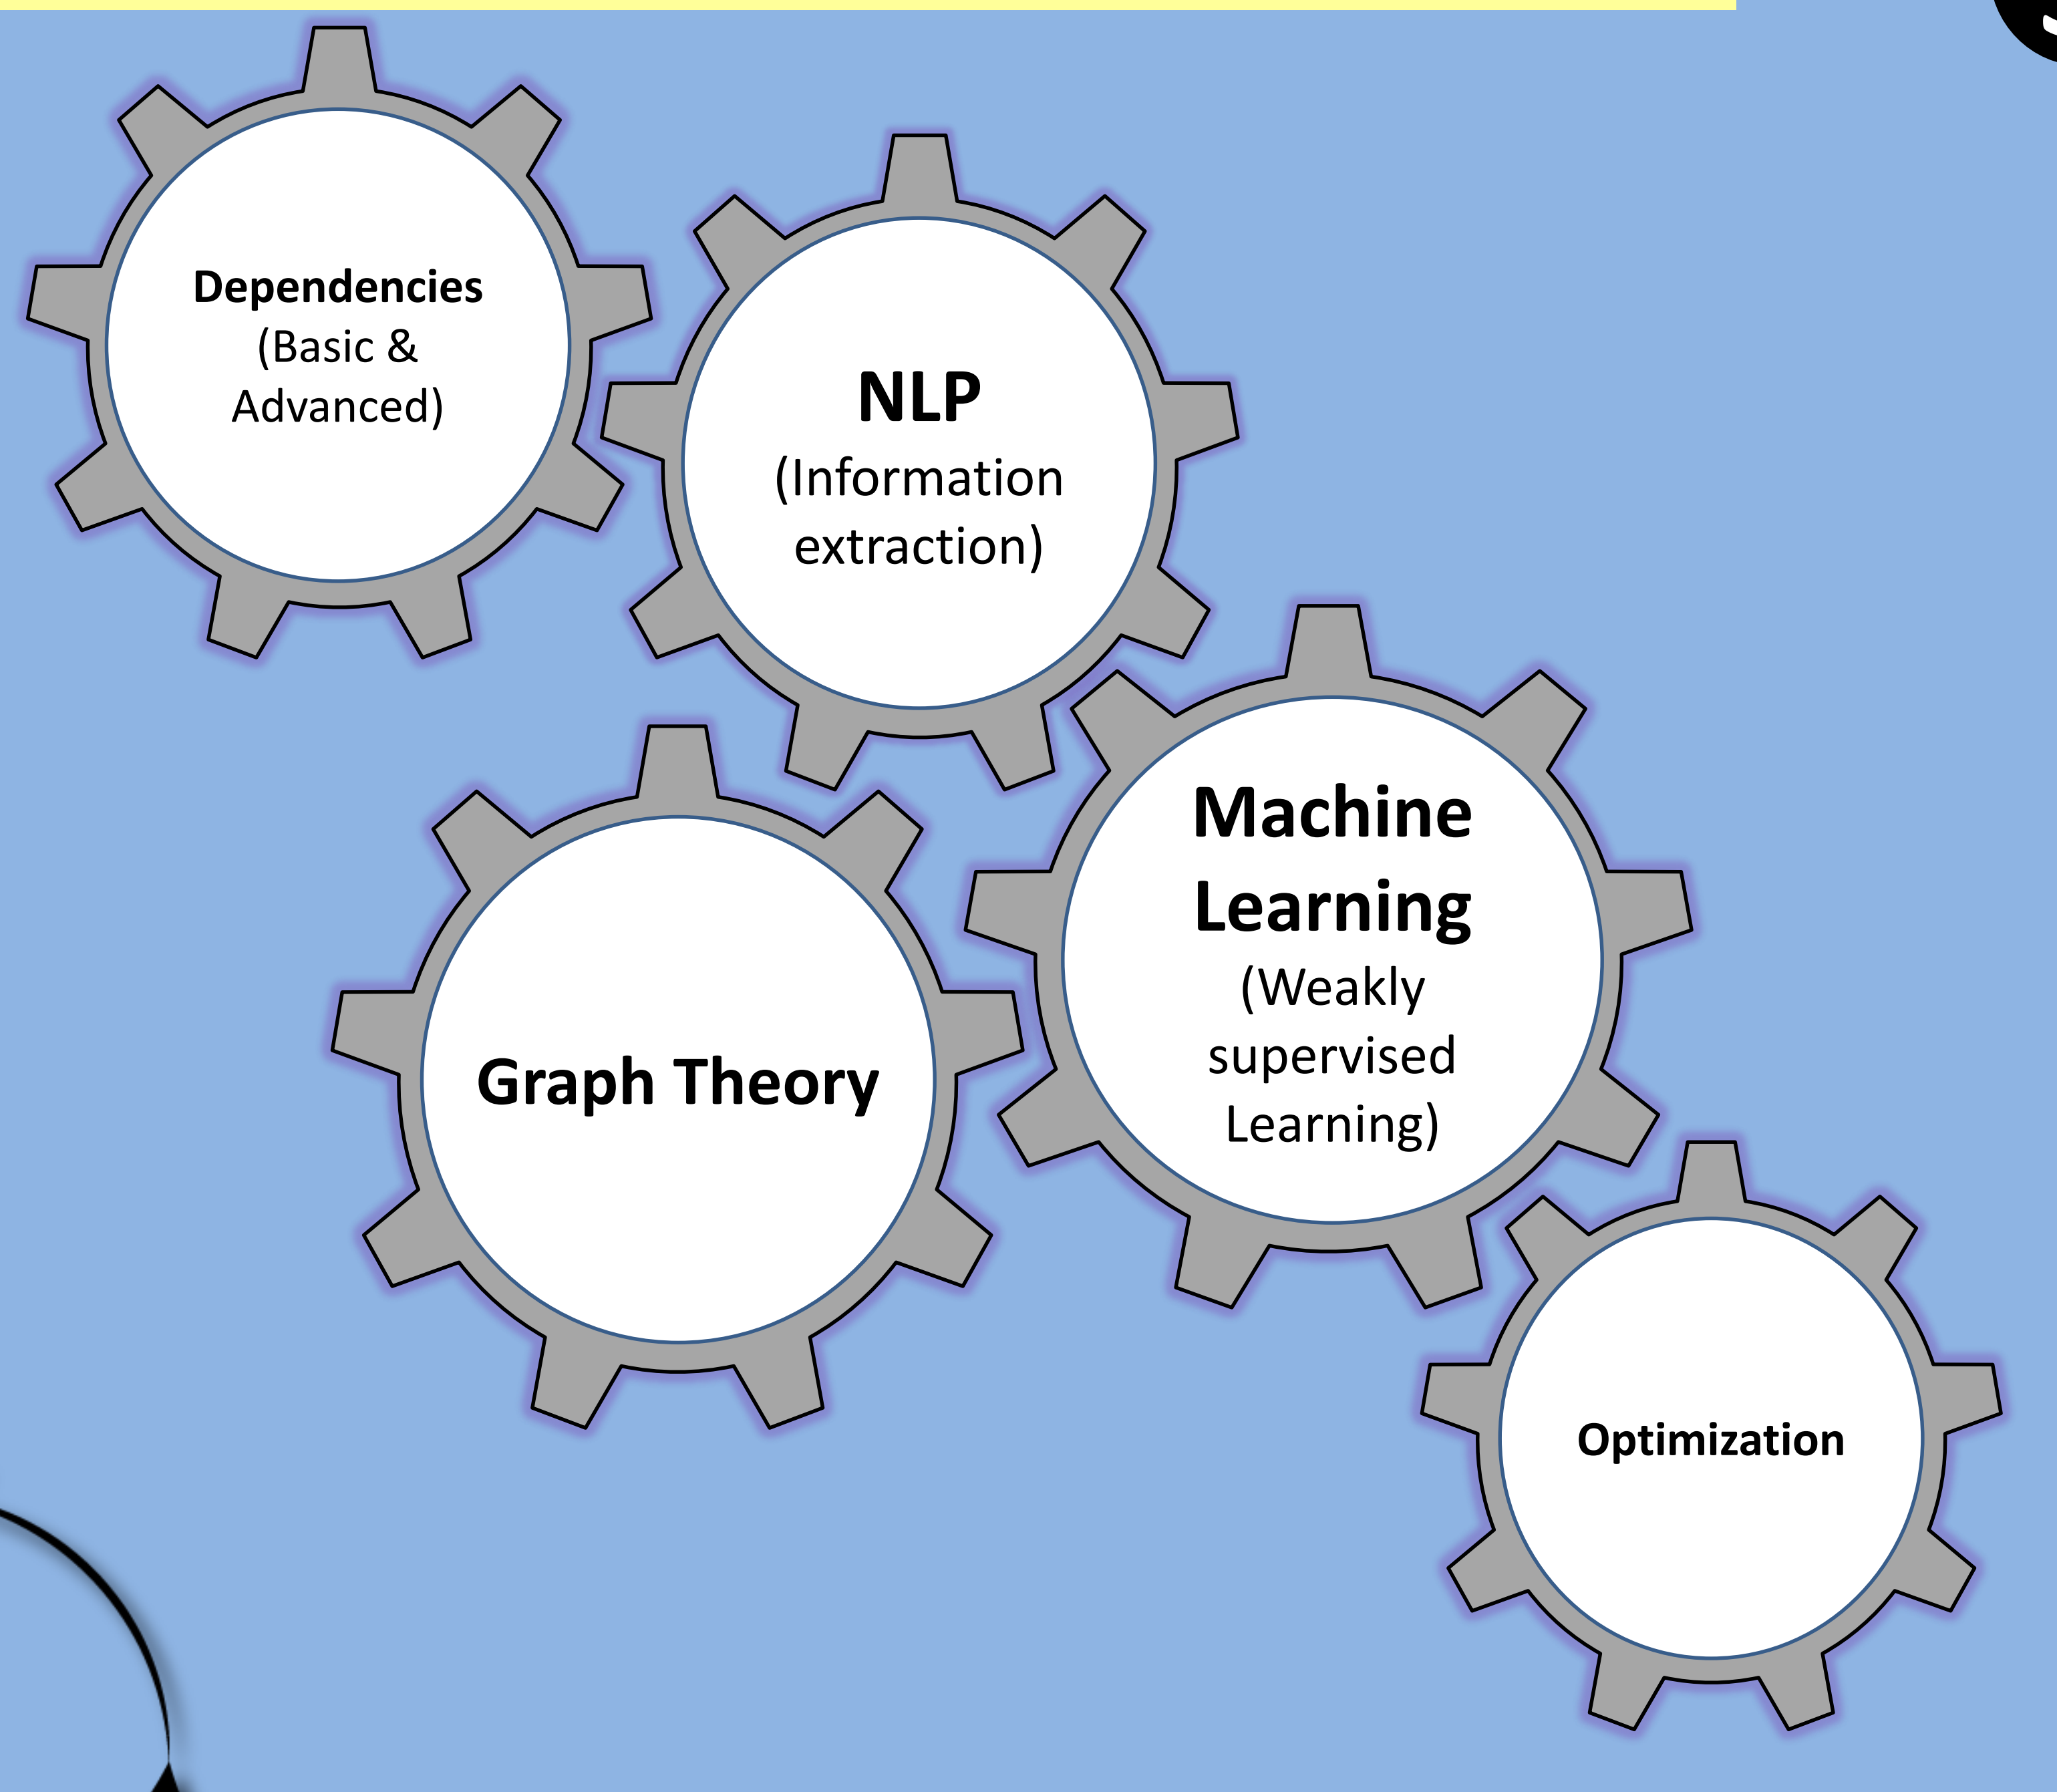 Dependencies
(Basic &
Advanced)
NLP
(Information
extraction)
Machine
Learning
(Weakly
supervised
Learning)
Graph Theory
Optimization